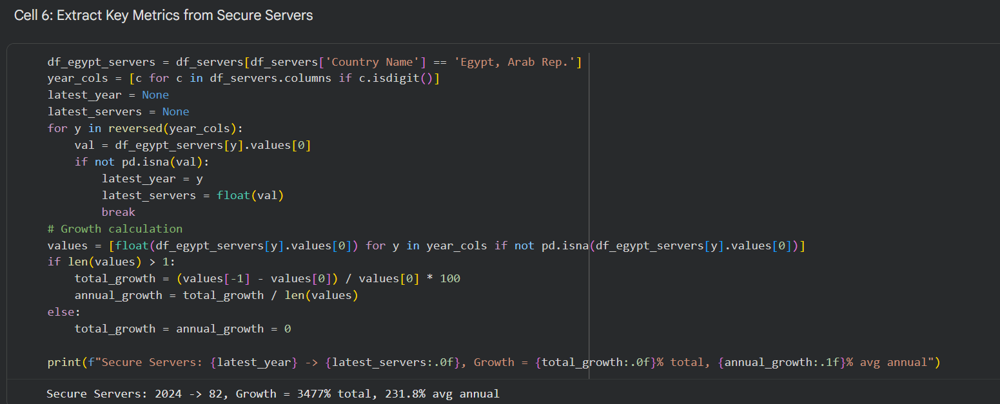 Cell 6: Extract Key Metrics from Secure Servers
df_egypt_servers = df_servers[df_servers['Country Name'] == 'Egypt, Arab Rep.']
year_cols = [c for c in df_servers.columns if c.isdigit()]
latest_year = None
latest_servers = None
for y in reversed(year_cols):
    val = df_egypt_servers[y].values[0]
    if not pd.isna(val):
        latest_year = y
        latest_servers = float(val)
        break
# Growth calculation
values = [float(df_egypt_servers[y].values[0]) for y in year_cols if not pd.isna(df_egypt_servers[y].values[0])]
if len(values) > 1:
    total_growth = (values[-1] - values[0]) / values[0] * 100
    annual_growth = total_growth / len(values)
else:
    total_growth = annual_growth = 0
print(f"Secure Servers: {latest_year} -> {latest_servers:.0f}, Growth = {total_growth:.0f}% total, {annual_growth:.1f}% avg annual")
Secure Servers: 2024 -> 82, Growth = 3477% total, 231.8% avg annual